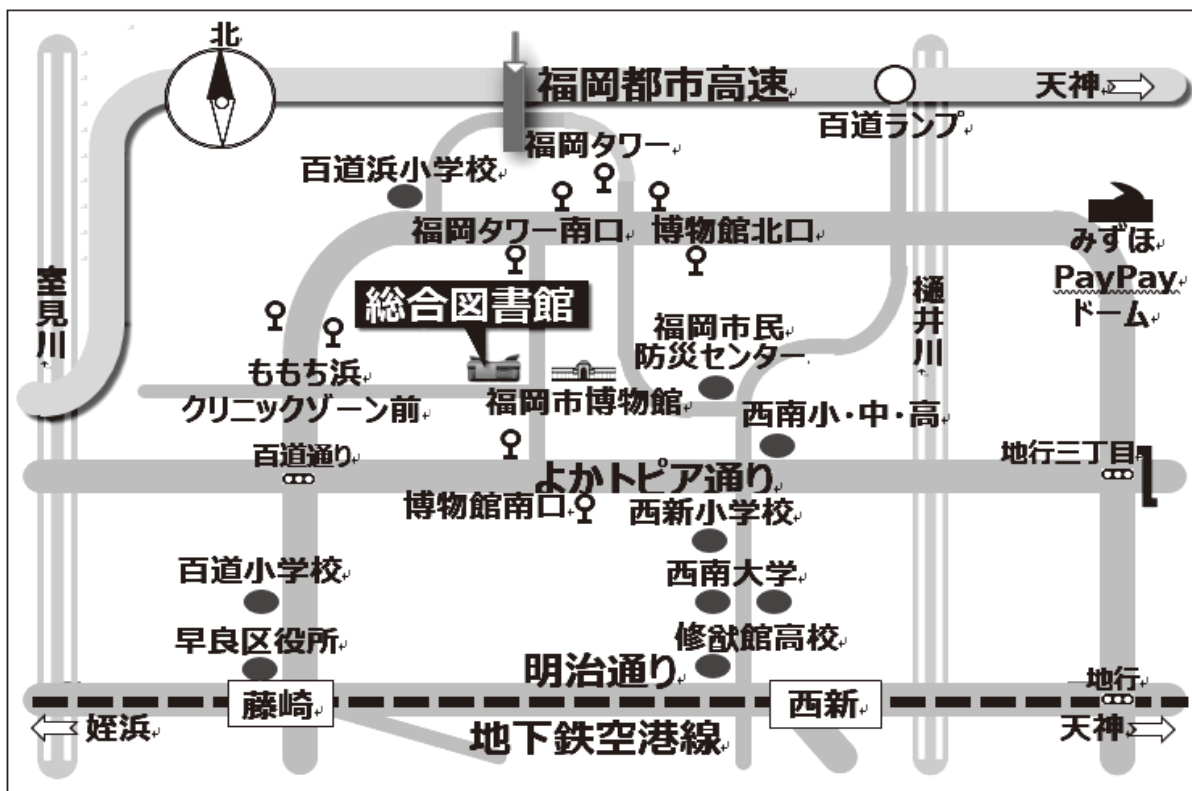 北
福岡都市高速
天神
百道ランプ
福岡タワー
百道浜小学校
福岡タワー南口
博物館北口
みずほ
PayPay
ドーム
室見川
樋井川
総合図書館
福岡市民
防災センター
ももち浜
クリニックゾーン前
福岡市博物館
西南小・中・高
百道通り
地行三丁目
よかトピア通り
博物館南口
西新小学校
百道小学校
西南大学
早良区役所
修猷館高校
明治通り
地行
藤崎
西新
姪浜
地下鉄空港線
天神